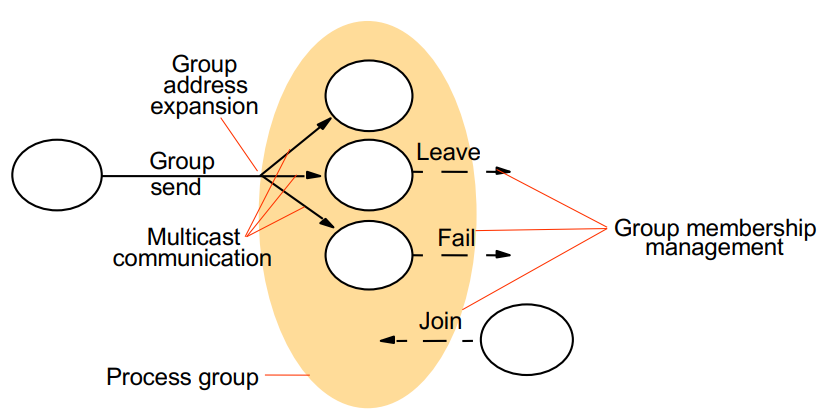 Group
address
expansion
Group
send
Multicast
communication
Leave
Fail
Join
Group membership
management
Process group